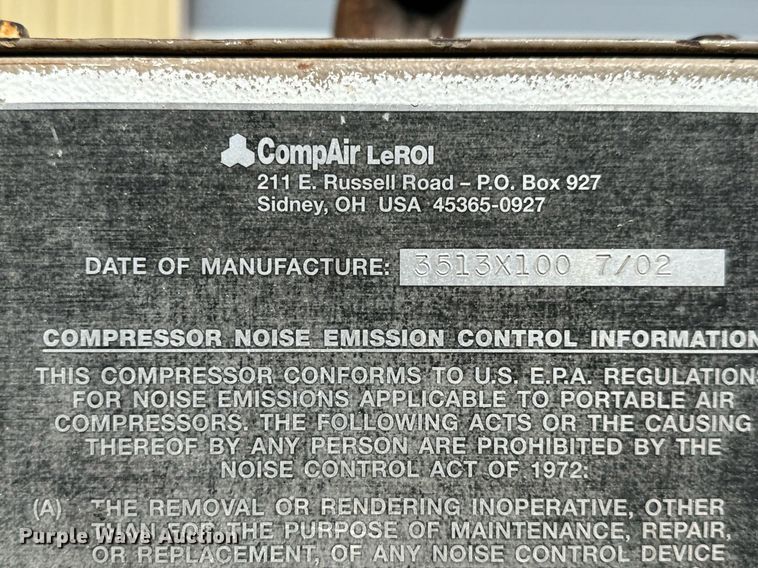 CompAir LeROI
211 E. Russell Road – P.O. Box 927
Sidney, OH USA 45365-0927
DATE OF MANUFACTURE: 3513X100 7/02
COMPRESSOR NOISE EMISSION CONTROL INFORMATION
THIS COMPRESSOR CONFORMS TO U.S. E.P.A. REGULATIONS
FOR NOISE EMISSIONS APPLICABLE TO PORTABLE AIR
COMPRESSORS. THE FOLLOWING ACTS OR THE CAUSING
THEREOF BY ANY PERSON ARE PROHIBITED BY THE
NOISE CONTROL ACT OF 1972:
(A) THE REMOVAL OR RENDERING INOPERATIVE, OTHER
THAN FOR THE PURPOSE OF MAINTENANCE, REPAIR,
Purple Wave Auction
OR REPLACEMENT, OF ANY NOISE CONTROL DEVICE